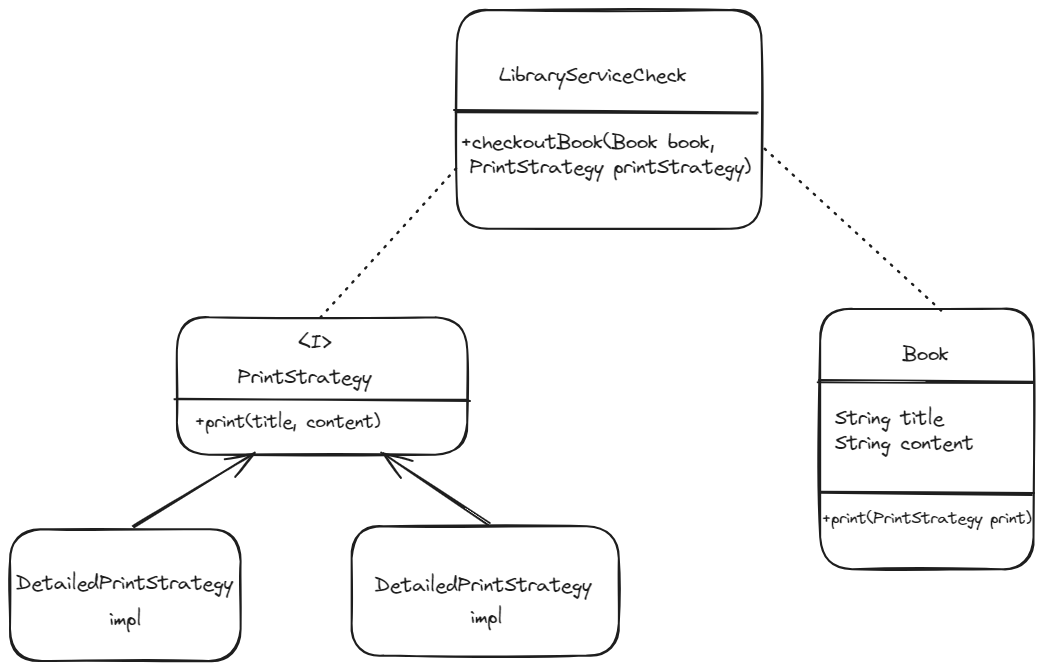 LibraryServiceCheck
+checkoutBook(Book book,
PrintStrategy printStrategy)
<I>
PrintStrategy
+print(title, content)
Book
String title
String content
+print(PrintStrategy print)
DetailedPrintStrategy
impl
DetailedPrintStrategy
impl